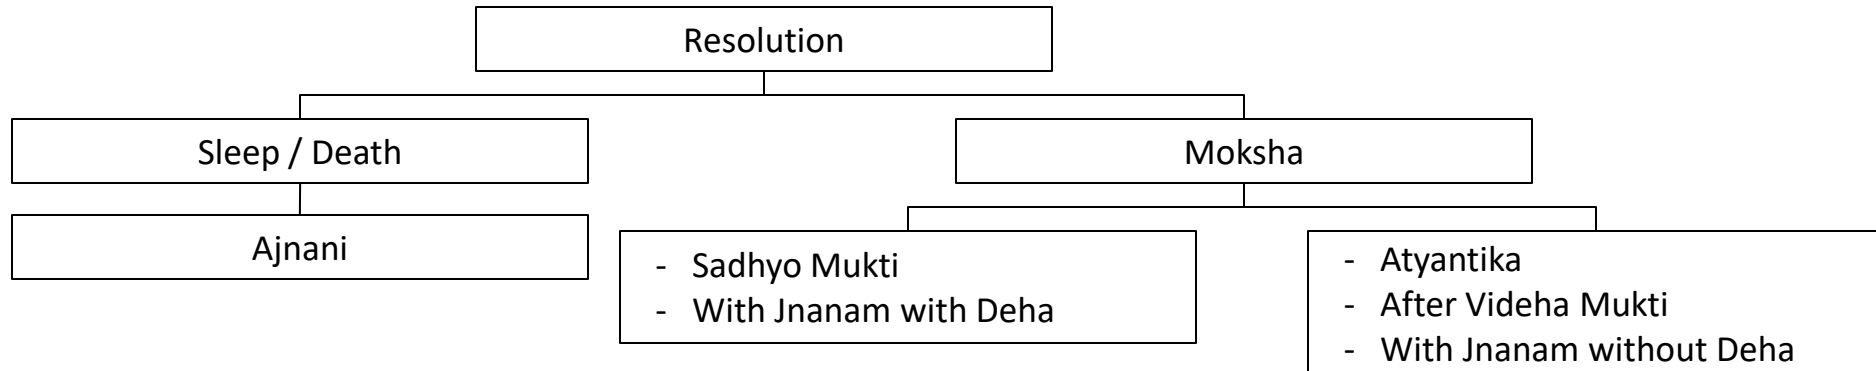 Resolution
Sleep / Death
Moksha
Ajnani
- Sadhyo Mukti
- With Jnanam with Deha
- Atyantika
- After Videha Mukti
- With Jnanam without Deha